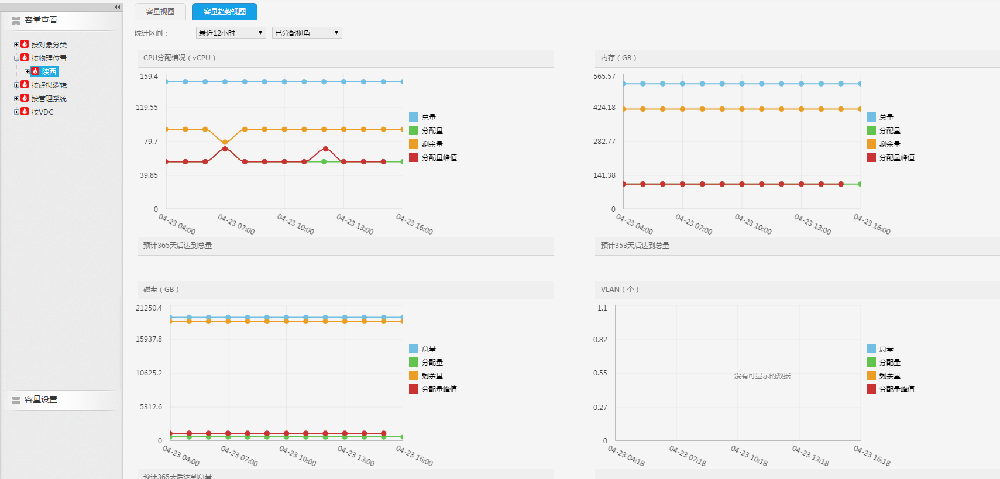 容量查看
按对象分类
按物理位置
陕西
按虚拟逻辑
按管理系统
按VDC
容量设置
容量视图
容量趋势视图
统计区间：
最近12小时
已分配视角
CPU分配情况（vCPU）
159.4
119.55
79.7
39.85
0
04-23 04:00
04-23 07:00
04-23 10:00
04-23 13:00
04-23 16:00
总量
分配量
剩余量
分配量峰值
预计365天后达到总量
内存（GB）
565.57
424.18
282.77
141.38
0
04-23 04:00
04-23 07:00
04-23 10:00
04-23 13:00
04-23 16:00
总量
分配量
剩余量
分配量峰值
预计353天后达到总量
磁盘（GB）
21250.4
15937.8
10625.2
5312.6
0
04-23 04:00
04-23 07:00
04-23 10:00
04-23 13:00
04-23 16:00
总量
分配量
剩余量
分配量峰值
预计365天后达到总量
VLAN（个）
1.1
0.82
0.55
0.27
0
没有可显示的数据
04-23 04:18
04-23 07:18
04-23 10:18
04-23 13:18
04-23 16:18
总量
分配量
剩余量
分配量峰值